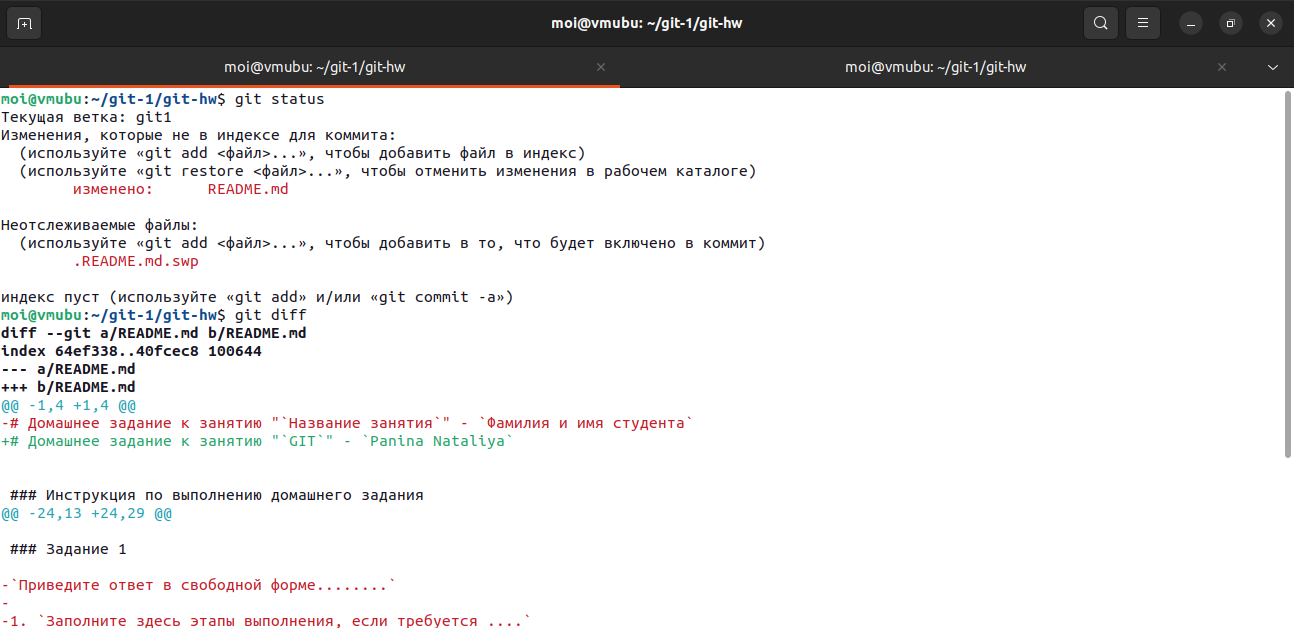 moi@vmubu: ~/git-1/git-hw
moi@vmubu: ~/git-1/git-hw
moi@vmubu: ~/git-1/git-hw
moi@vmubu:~/git-1/git-hw$ git status
Текущая ветка: git1
Изменения, которые не в индексе для коммита:
  (используйте «git add <файл>...», чтобы добавить файл в индекс)
  (используйте «git restore <файл>...», чтобы отменить изменения в рабочем каталоге)
        изменено:      README.md
Неотслеживаемые файлы:
  (используйте «git add <файл>...», чтобы добавить в то, что будет включено в коммит)
        .README.md.swp
индекс пуст (используйте «git add» и/или «git commit -a»)
moi@vmubu:~/git-1/git-hw$ git diff
diff --git a/README.md b/README.md
index 64ef338..40fcec8 100644
--- a/README.md
+++ b/README.md
@@ -1,4 +1,4 @@
-# Домашнее задание к занятию "`Название занятия`" - `Фамилия и имя студента`
+# Домашнее задание к занятию "`GIT`" - `Panina Nataliya`
 ### Инструкция по выполнению домашнего задания
@@ -24,13 +24,29 @@
 ### Задание 1
-`Приведите ответ в свободной форме........`
-
-1. `Заполните здесь этапы выполнения, если требуется ....`